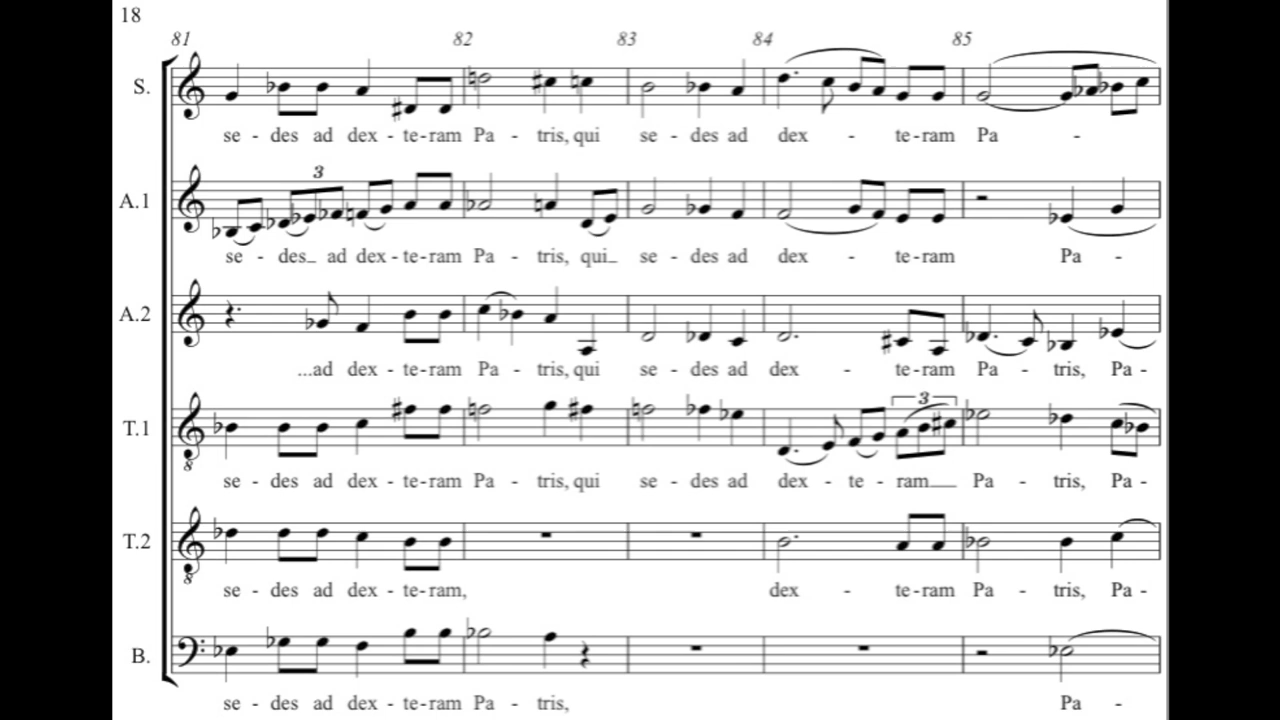 18
81 82 83 84 85
S.
se - des ad dex - te-ram Pa - tris, qui se - des ad dex - te-ram Pa -
3
A.1
se - des_ ad dex - te-ram Pa - tris, qui_ se - des ad dex - te-ram Pa -
A.2
...ad dex - te-ram Pa - tris, qui se - des ad dex - te-ram Pa - tris, Pa -
3
T.1
8
se - des ad dex - te-ram Pa - tris, qui se - des ad dex - te - ram__ Pa - tris, Pa -
T.2
8
se - des ad dex - te-ram, dex - te-ram Pa - tris, Pa -
B.
se - des ad dex - te-ram Pa - tris, Pa -